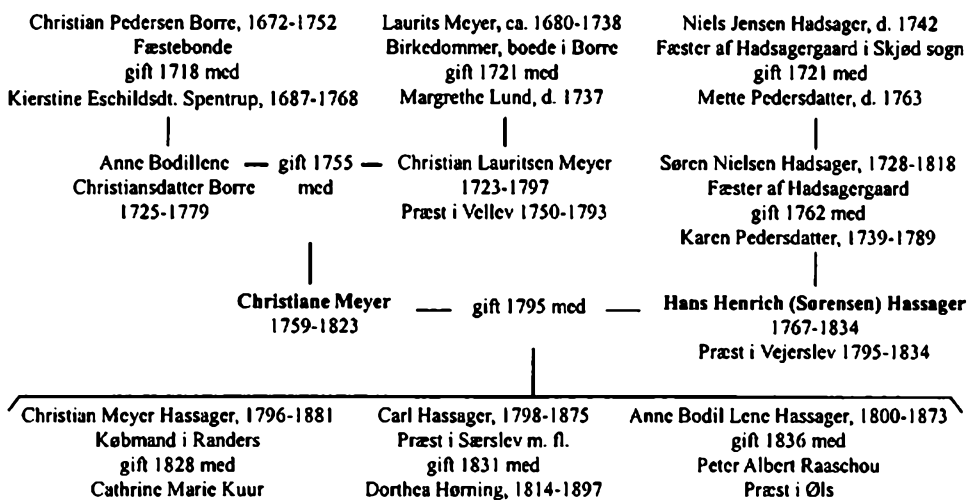 Christian Pedersen Borre, 1672-1752
Fæstebonde
gift 1718 med
Kierstine Eschildsdt. Spentrup, 1687-1768
Laurits Meyer, ca. 1680-1738
Birkedommer, boede i Borre
gift 1721 med
Margrethe Lund, d. 1737
Niels Jensen Hadsager, d. 1742
Fæster af Hadsagergaard i Skjød sogn
gift 1721 med
Mette Pedersdatter, d. 1763
Anne Bodillene
Christiansdatter Borre
1725-1779
gift 1755
med
Christian Lauritsen Meyer
1723-1797
Præst i Vellev 1750-1793
Søren Nielsen Hadsager, 1728-1818
Fæster af Hadsagergaard
gift 1762 med
Karen Pedersdatter, 1739-1789
Christiane Meyer
1759-1823
gift 1795 med
Hans Henrich (Sørensen) Hassager
1767-1834
Præst i Vejerslev 1795-1834
Christian Meyer Hassager, 1796-1881
Købmand i Randers
gift 1828 med
Cathrine Marie Kuur
Carl Hassager, 1798-1875
Præst i Særslev m. fl.
gift 1831 med
Dorthea Hørning, 1814-1897
Anne Bodil Lene Hassager, 1800-1873
gift 1836 med
Peter Albert Raaschou
Præst i Øls